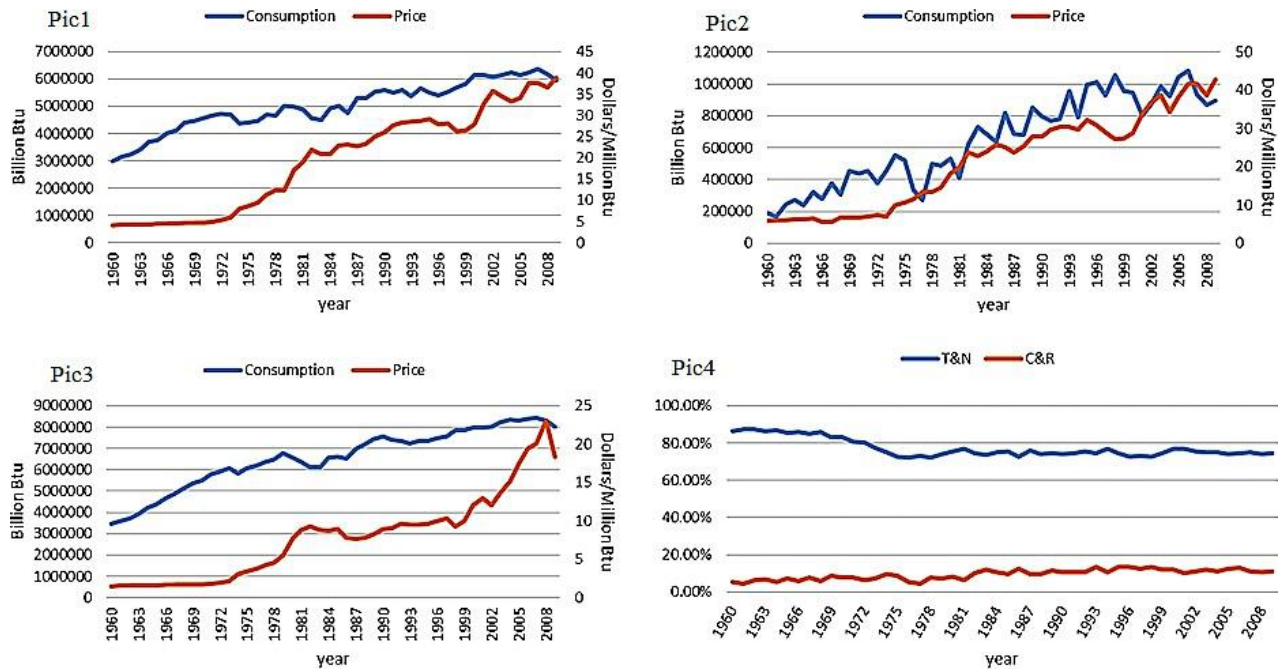 Pic1
Consumption Price
7000000
6000000
5000000
4000000
3000000
2000000
1000000
0
Billion Btu
45
40
35
30
25
20
15
10
5
0
Dollars/Million Btu
1960 1963 1966 1969 1972 1975 1978 1981 1984 1987 1990 1993 1996 1999 2002 2005 2008
year
Pic2
Consumption Price
1200000
1000000
800000
600000
400000
200000
0
Billion Btu
50
40
30
20
10
0
Dollars/Million Btu
1960 1963 1966 1969 1972 1975 1978 1981 1984 1987 1990 1993 1996 1999 2002 2005 2008
year
Pic3
Consumption Price
9000000
8000000
7000000
6000000
5000000
4000000
3000000
2000000
1000000
0
Billion Btu
25
20
15
10
5
0
Dollars/Million Btu
1960 1963 1966 1969 1972 1975 1978 1981 1984 1987 1990 1993 1996 1999 2002 2005 2008
year
Pic4
T&N C&R
100.00%
80.00%
60.00%
40.00%
20.00%
0.00%
1960 1963 1966 1969 1972 1975 1978 1981 1984 1987 1990 1993 1996 1999 2002 2005 2008
year